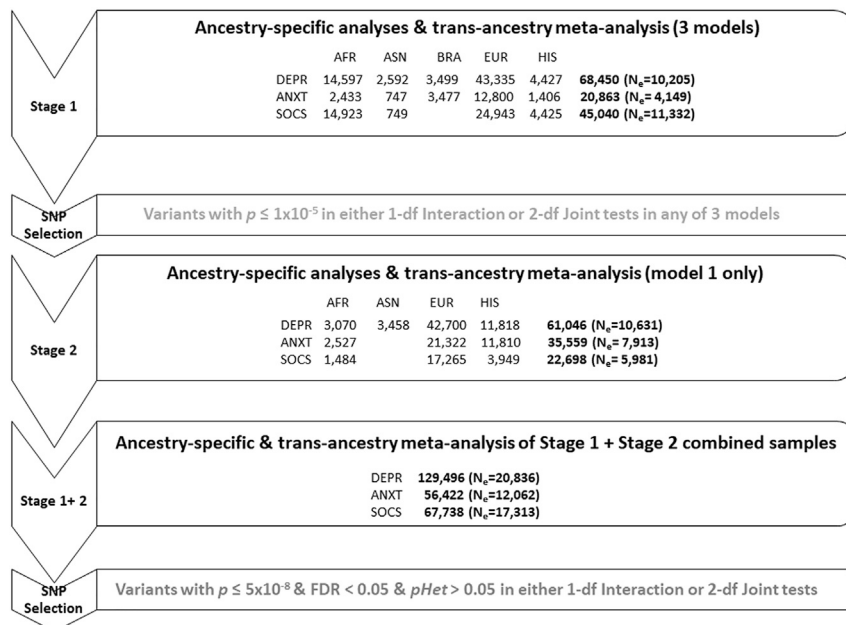 Ancestry-specific analyses & trans-ancestry meta-analysis (3 models)
AFR ASN BRA EUR HIS
DEPR 14,597 2,592 3,499 43,335 4,427 68,450 (Ne=10,205)
ANXT 2,433 747 3,477 12,800 1,406 20,863 (Ne= 4,149)
SOCS 14,923 749 24,943 4,425 45,040 (Ne=11,332)
Stage 1
SNP
Selection
Variants with p ≤ 1x10-5 in either 1-df Interaction or 2-df Joint tests in any of 3 models
Ancestry-specific analyses & trans-ancestry meta-analysis (model 1 only)
AFR ASN EUR HIS
DEPR 3,070 3,458 42,700 11,818 61,046 (Ne=10,631)
ANXT 2,527 21,322 11,810 35,559 (Ne= 7,913)
SOCS 1,484 17,265 3,949 22,698 (Ne= 5,981)
Stage 2
Ancestry-specific & trans-ancestry meta-analysis of Stage 1 + Stage 2 combined samples
DEPR 129,496 (Ne=20,836)
ANXT 56,422 (Ne=12,062)
SOCS 67,738 (Ne=17,313)
Stage 1+ 2
SNP
Selection
Variants with p ≤ 5x10-8 & FDR < 0.05 & pHet > 0.05 in either 1-df Interaction or 2-df Joint tests